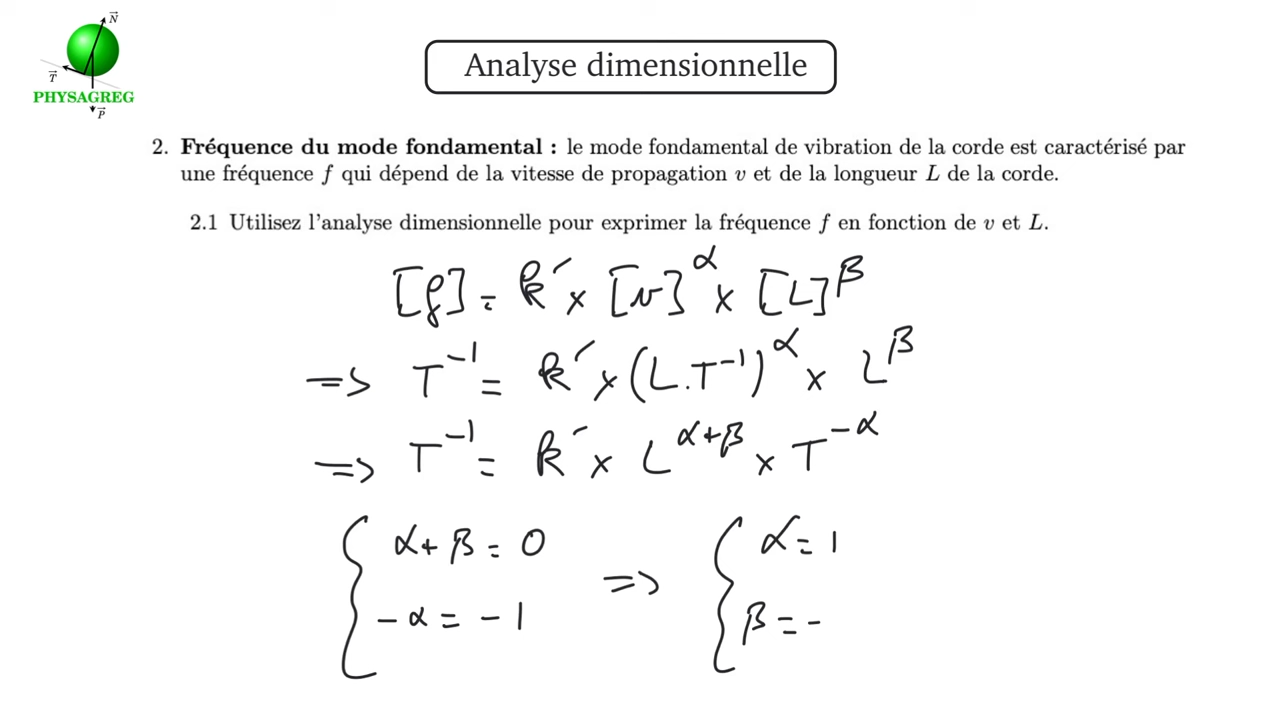 N
T
PHYSAGREG
P
Analyse dimensionnelle
2. Fréquence du mode fondamental : le mode fondamental de vibration de la corde est caractérisé par
une fréquence f qui dépend de la vitesse de propagation v et de la longueur L de la corde.
2.1 Utilisez l'analyse dimensionnelle pour exprimer la fréquence f en fonction de v et L.
[f] = k' × [v]^α × [L]^β
=> T^-1 = k' × (L.T^-1)^α × L^β
=> T^-1 = k' × L^α+β × T^-α
{ α + β = 0 => { α = 1
- α = - 1 β = -